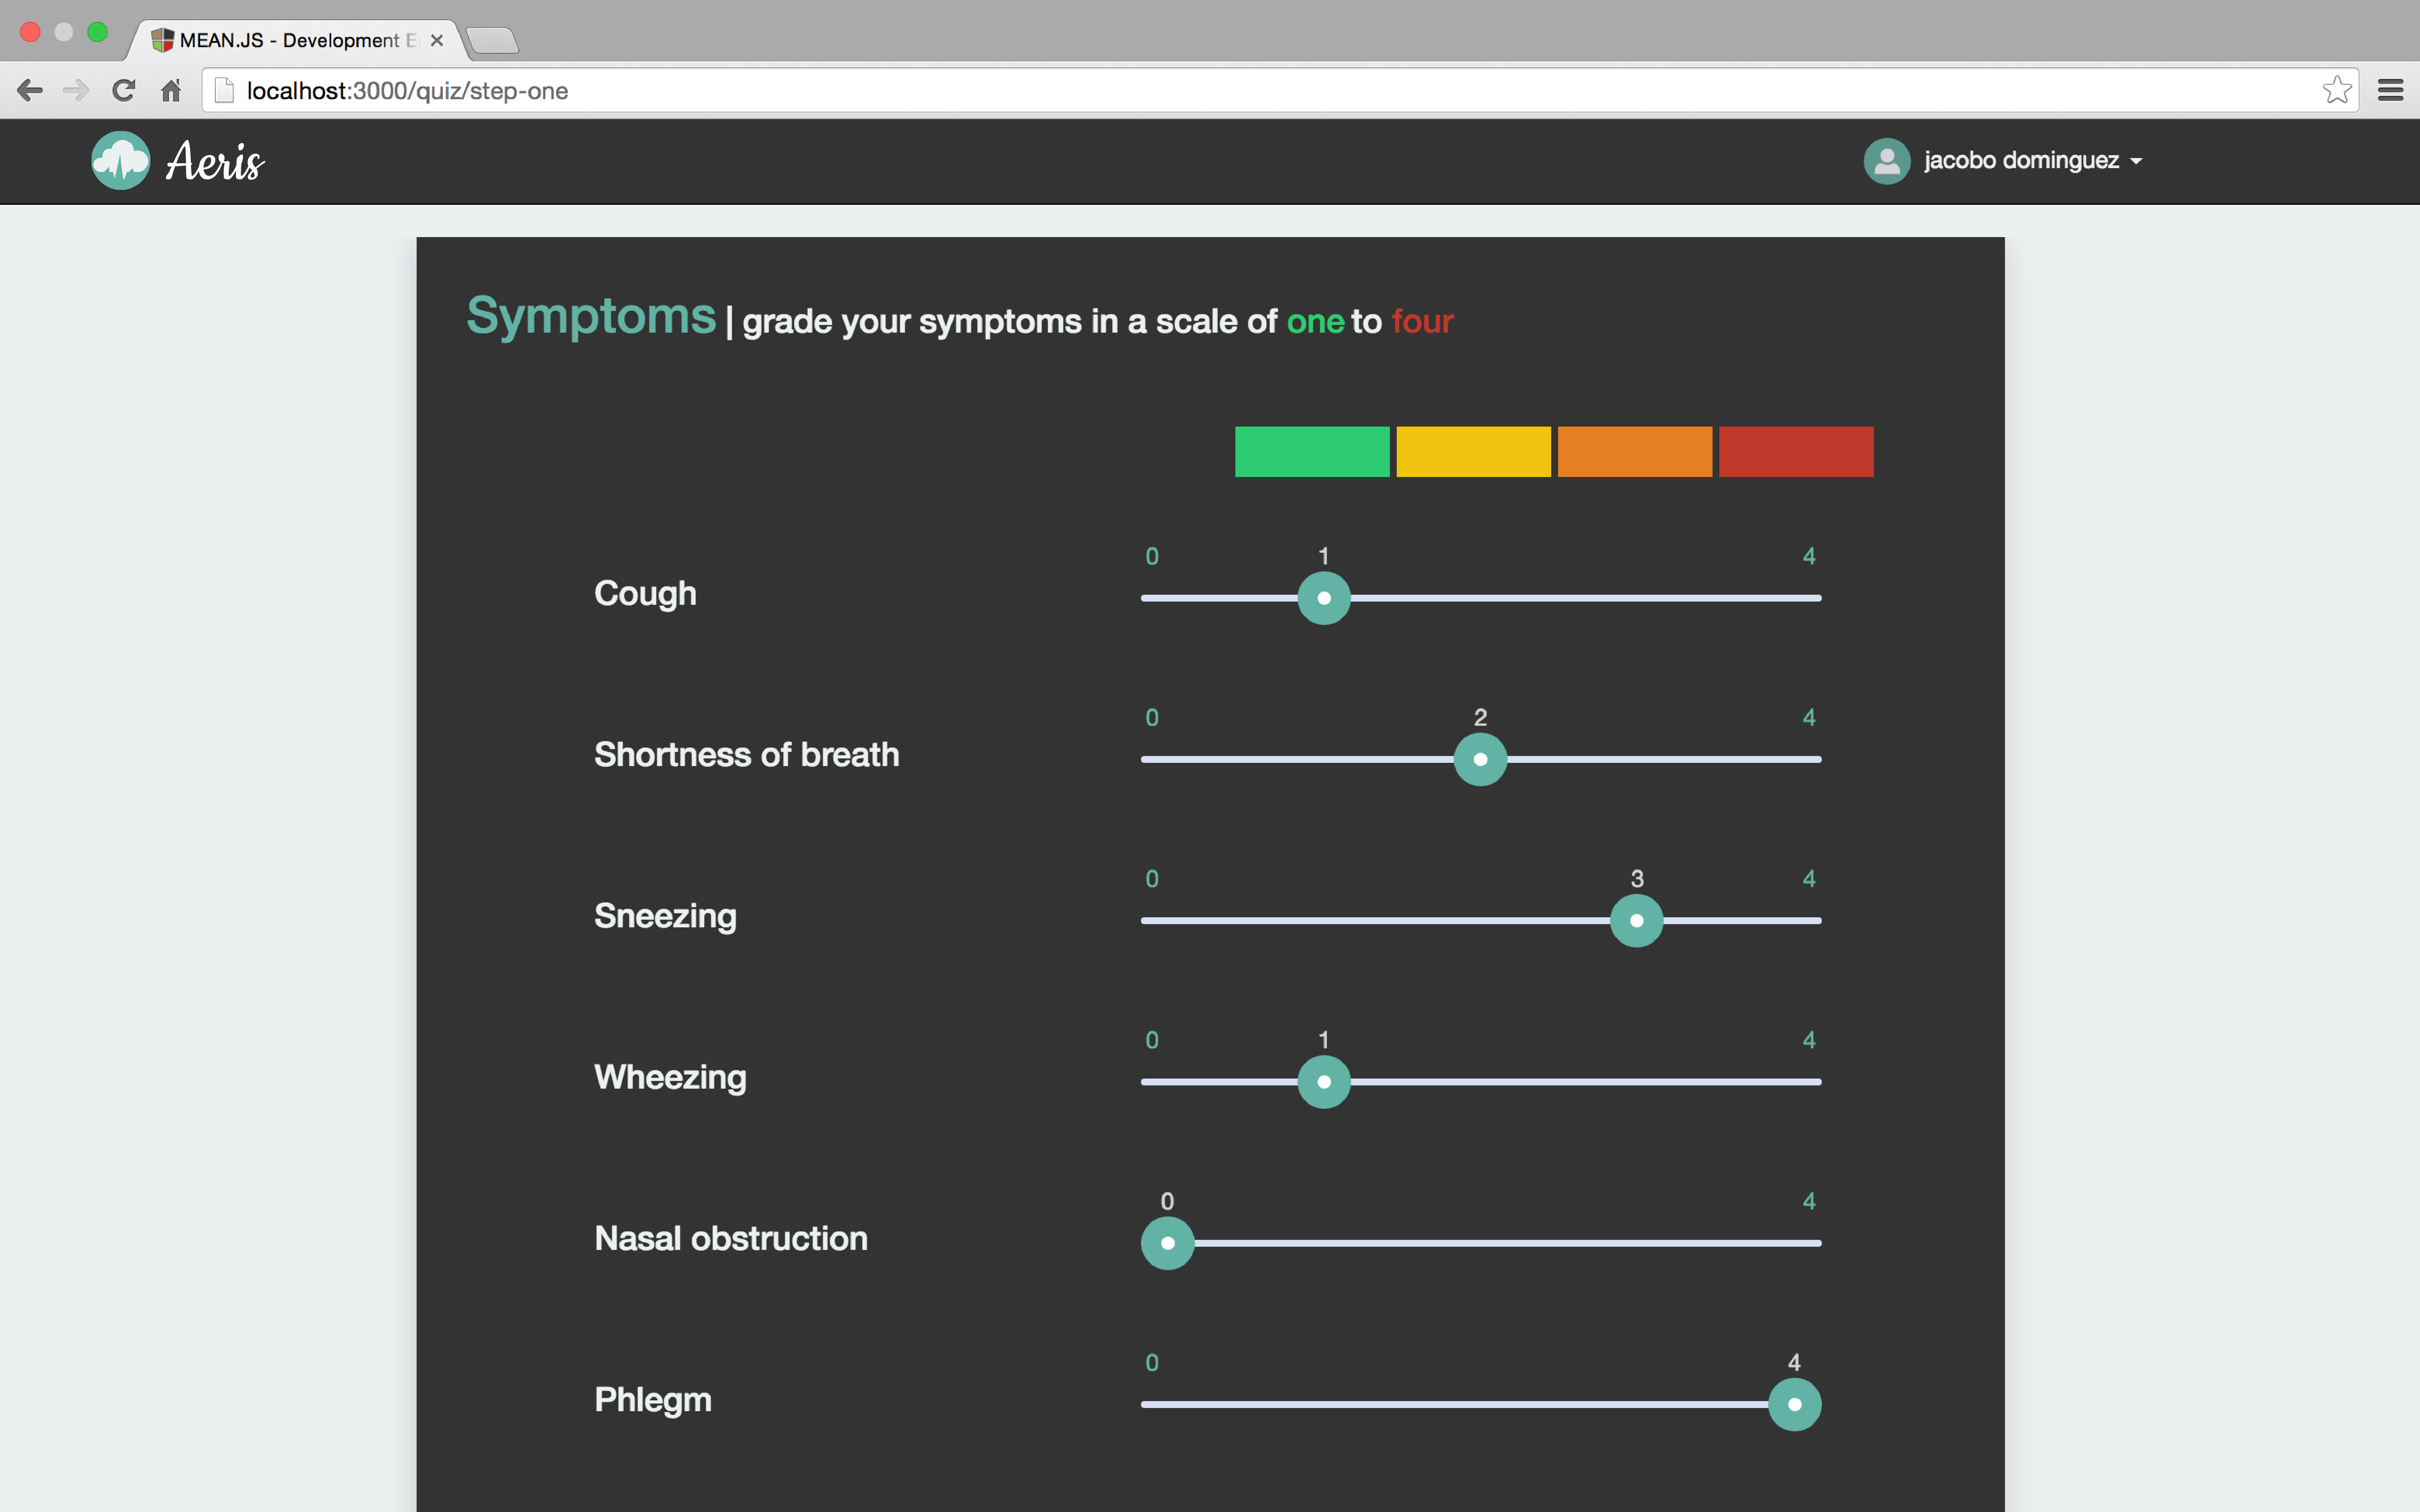 MEAN.JS - Development E
localhost:3000/quiz/step-one
Aeris
jacobo dominguez
Symptoms | grade your symptoms in a scale of one to four
0 1 4
Cough
0 2 4
Shortness of breath
0 3 4
Sneezing
0 1 4
Wheezing
0 4
Nasal obstruction
0 4
Phlegm